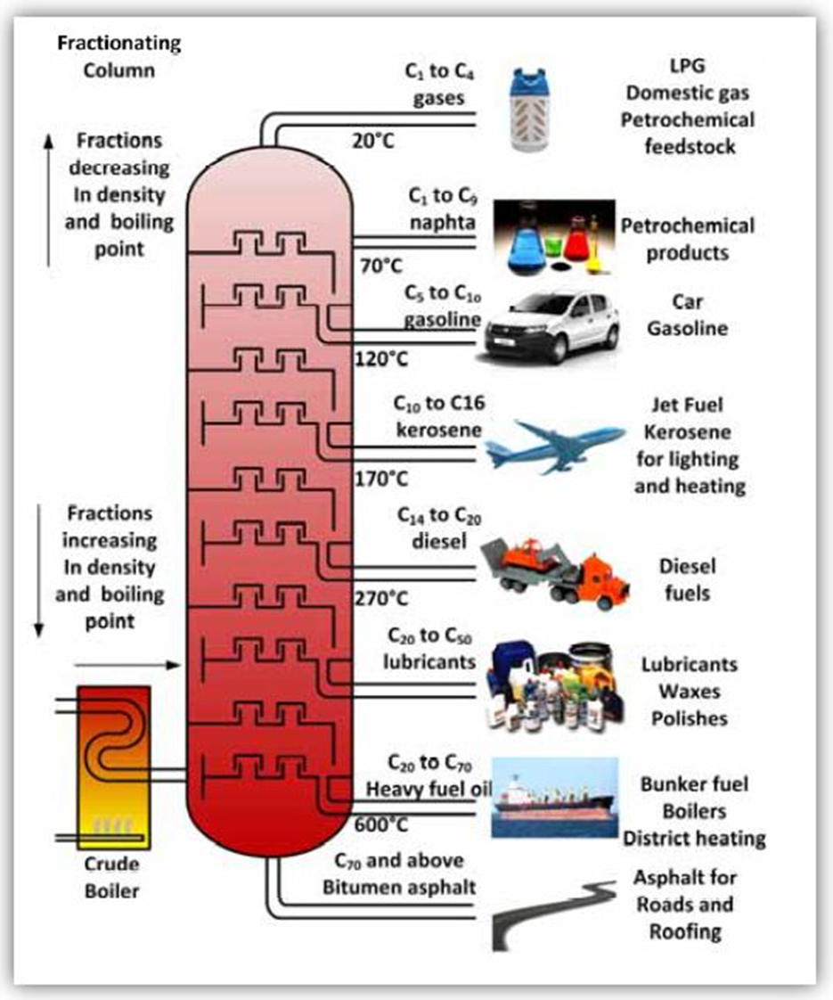 Fractionating
Column
C₁ to C₄
gases
20°C
LPG
Domestic gas
Petrochemical
feedstock
Fractions
decreasing
In density
and boiling
point
C₁ to C₉
naphta
70°C
Petrochemical
products
C₅ to C₁₀
gasoline
120°C
Car
Gasoline
C₁₀ to C16
kerosene
170°C
Jet Fuel
Kerosene
for lighting
and heating
Fractions
increasing
In density
and boiling
point
C₁₄ to C₂₀
diesel
270°C
Diesel
fuels
C₂₀ to C₅₀
lubricants
Lubricants
Waxes
Polishes
C₂₀ to C₇₀
Heavy fuel oil
600°C
Bunker fuel
Boilers
District heating
Crude
Boiler
C₇₀ and above
Bitumen asphalt
Asphalt for
Roads and
Roofing